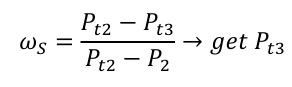 ω_S = (P_t2 − P_t3) / (P_t2 − P_2) → get P_t3